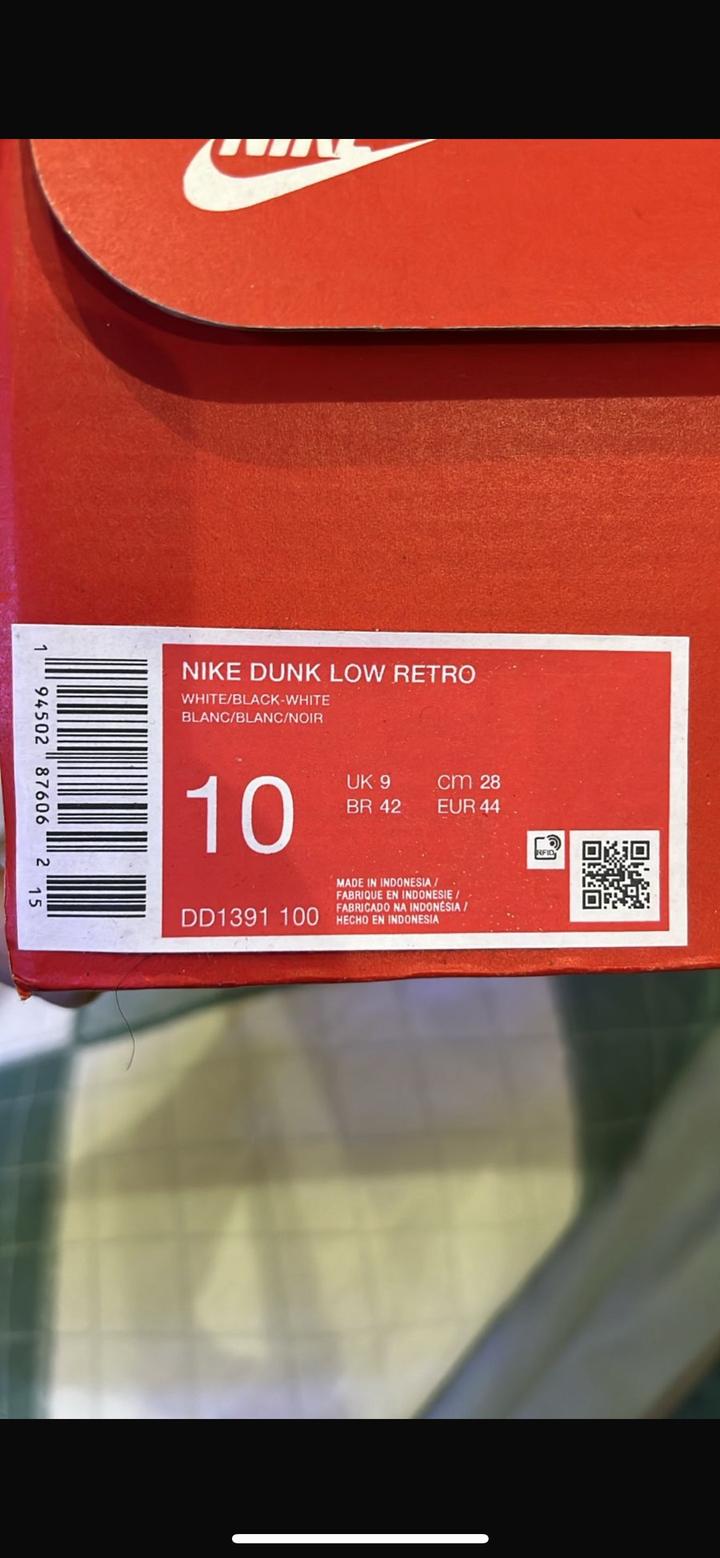 NIKE
NIKE DUNK LOW RETRO
WHITE/BLACK-WHITE
BLANC/BLANC/NOIR
10
UK 9 cm 28
BR 42 EUR 44
RFID
MADE IN INDONESIA /
FABRIQUE EN INDONESIE /
FABRICADO NA INDONÉSIA /
HECHO EN INDONESIA
DD1391 100
1 94502 87606 2 15